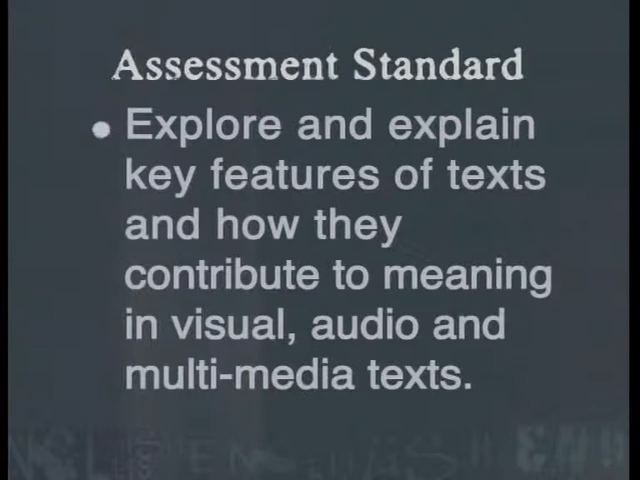 Assessment Standard
• Explore and explain
key features of texts
and how they
contribute to meaning
in visual, audio and
multi-media texts.